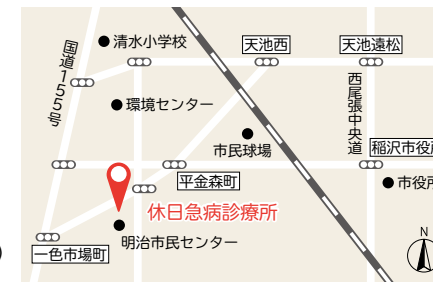 清水小学校
天池西
天池遠松
国道155号
環境センター
西尾張中央道
市民球場
稲沢市役所
平金森町
市役所
休日急病診療所
明治市民センター
一色市場町
N